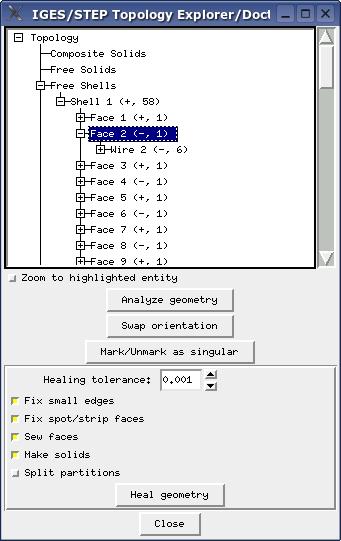 IGES/STEP Topology Explorer/Doct
Topology
Composite Solids
Free Solids
Free Shells
Shell 1 (+, 58)
Face 1 (+, 1)
Face 2 (-, 1)
Wire 2 (-, 6)
Face 3 (+, 1)
Face 4 (-, 1)
Face 5 (+, 1)
Face 6 (-, 1)
Face 7 (+, 1)
Face 8 (-, 1)
Face 9 (+, 1)
Zoom to highlighted entity
Analyze geometry
Swap orientation
Mark/Unmark as singular
Healing tolerance: 0.001
Fix small edges
Fix spot/strip faces
Sew faces
Make solids
Split partitions
Heal geometry
Close